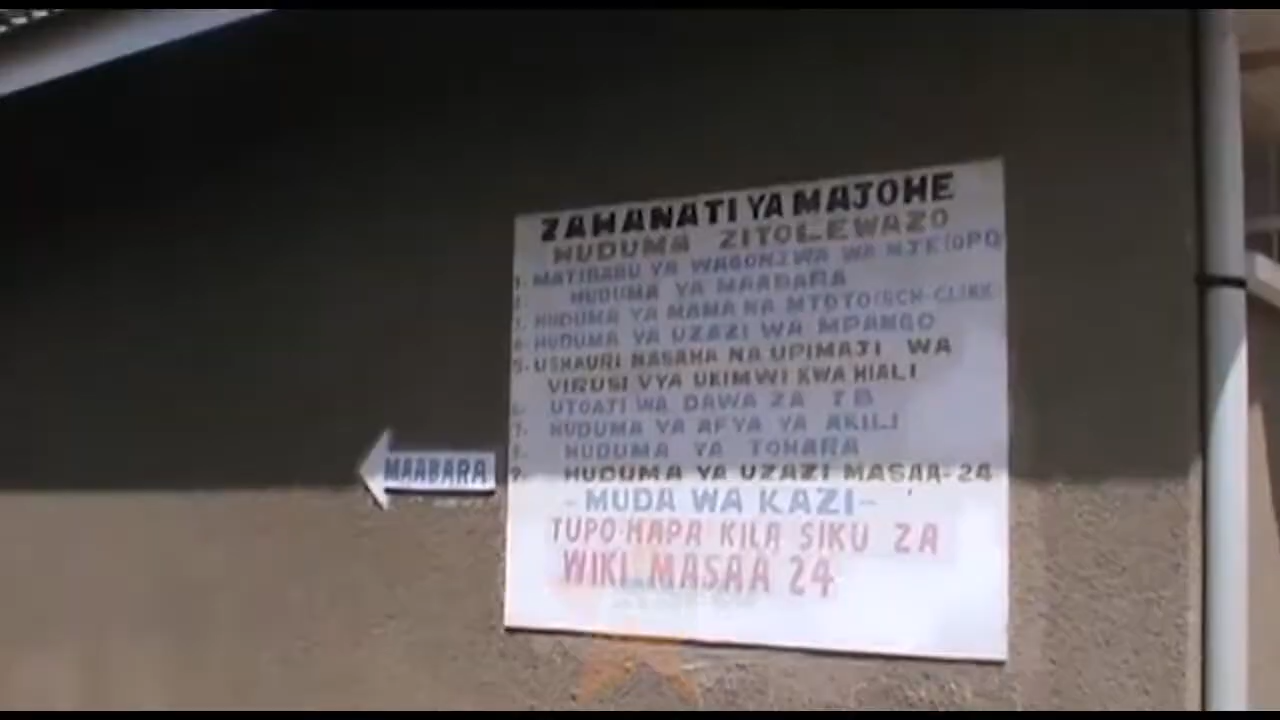 ZAHANATI YA MAJOHE
HUDUMA ZITOLEWAZO
1. MATIBABU YA WAGONJWA WA NJE (OPD)
2. HUDUMA YA MAABARA
3. HUDUMA YA MAMA NA MTOTO (RCH-CLINIC
4. HUDUMA YA UZAZI WA MPANGO
5. USHAURI NASAHA NA UPIMAJI WA
VIRUSI VYA UKIMWI KWA HIALI
6. UTOAJI WA DAWA ZA TB
7. HUDUMA YA AFYA YA AKILI
8. HUDUMA YA TOHARA
9. HUDUMA YA UZAZI MASAA-24
-MUDA WA KAZI-
TUPO HAPA KILA SIKU ZA
WIKI MASAA 24
MAABARA